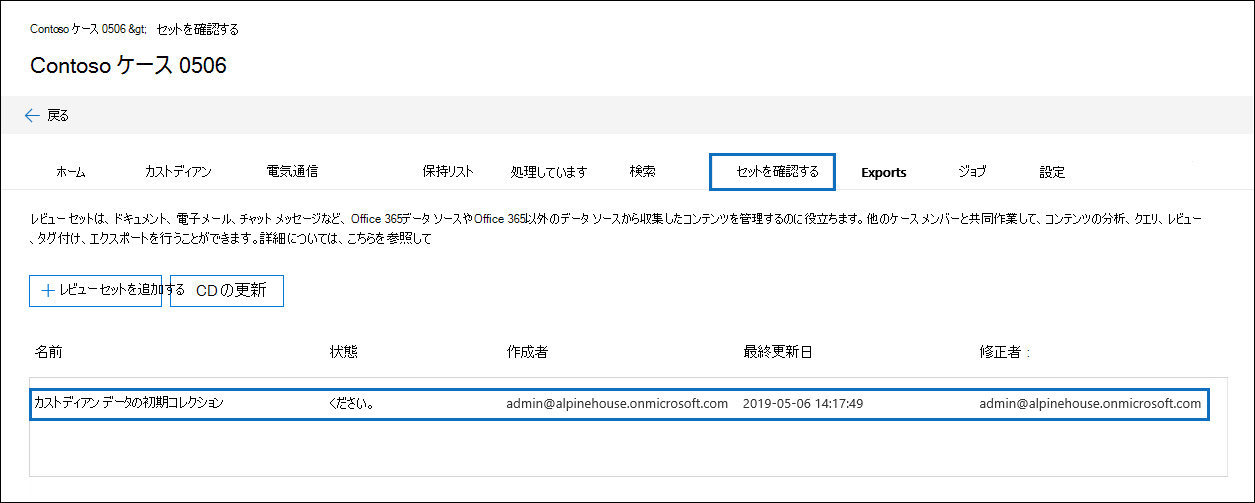 Contoso ケース 0506 &gt; セットを確認する
Contoso ケース 0506
← 戻る
ホーム カストディアン 電気通信 保持リスト 処理しています 検索 セットを確認する Exports ジョブ 設定
レビュー セットは、ドキュメント、電子メール、チャット メッセージなど、Office 365データ ソースやOffice 365以外のデータ ソースから収集したコンテンツを管理するのに役立ちます。他のケース メンバーと共同作業して、コンテンツの分析、クエリ、レビュー
、タグ付け、エクスポートを行うことができます。詳細については、こちらを参照して
+ レビューセットを追加する CDの更新
名前 状態 作成者 最終更新日 修正者 :
カストディアン データの初期コレクション ください。 admin@alpinehouse.onmicrosoft.com 2019-05-06 14:17:49 admin@alpinehouse.onmicrosoft.com